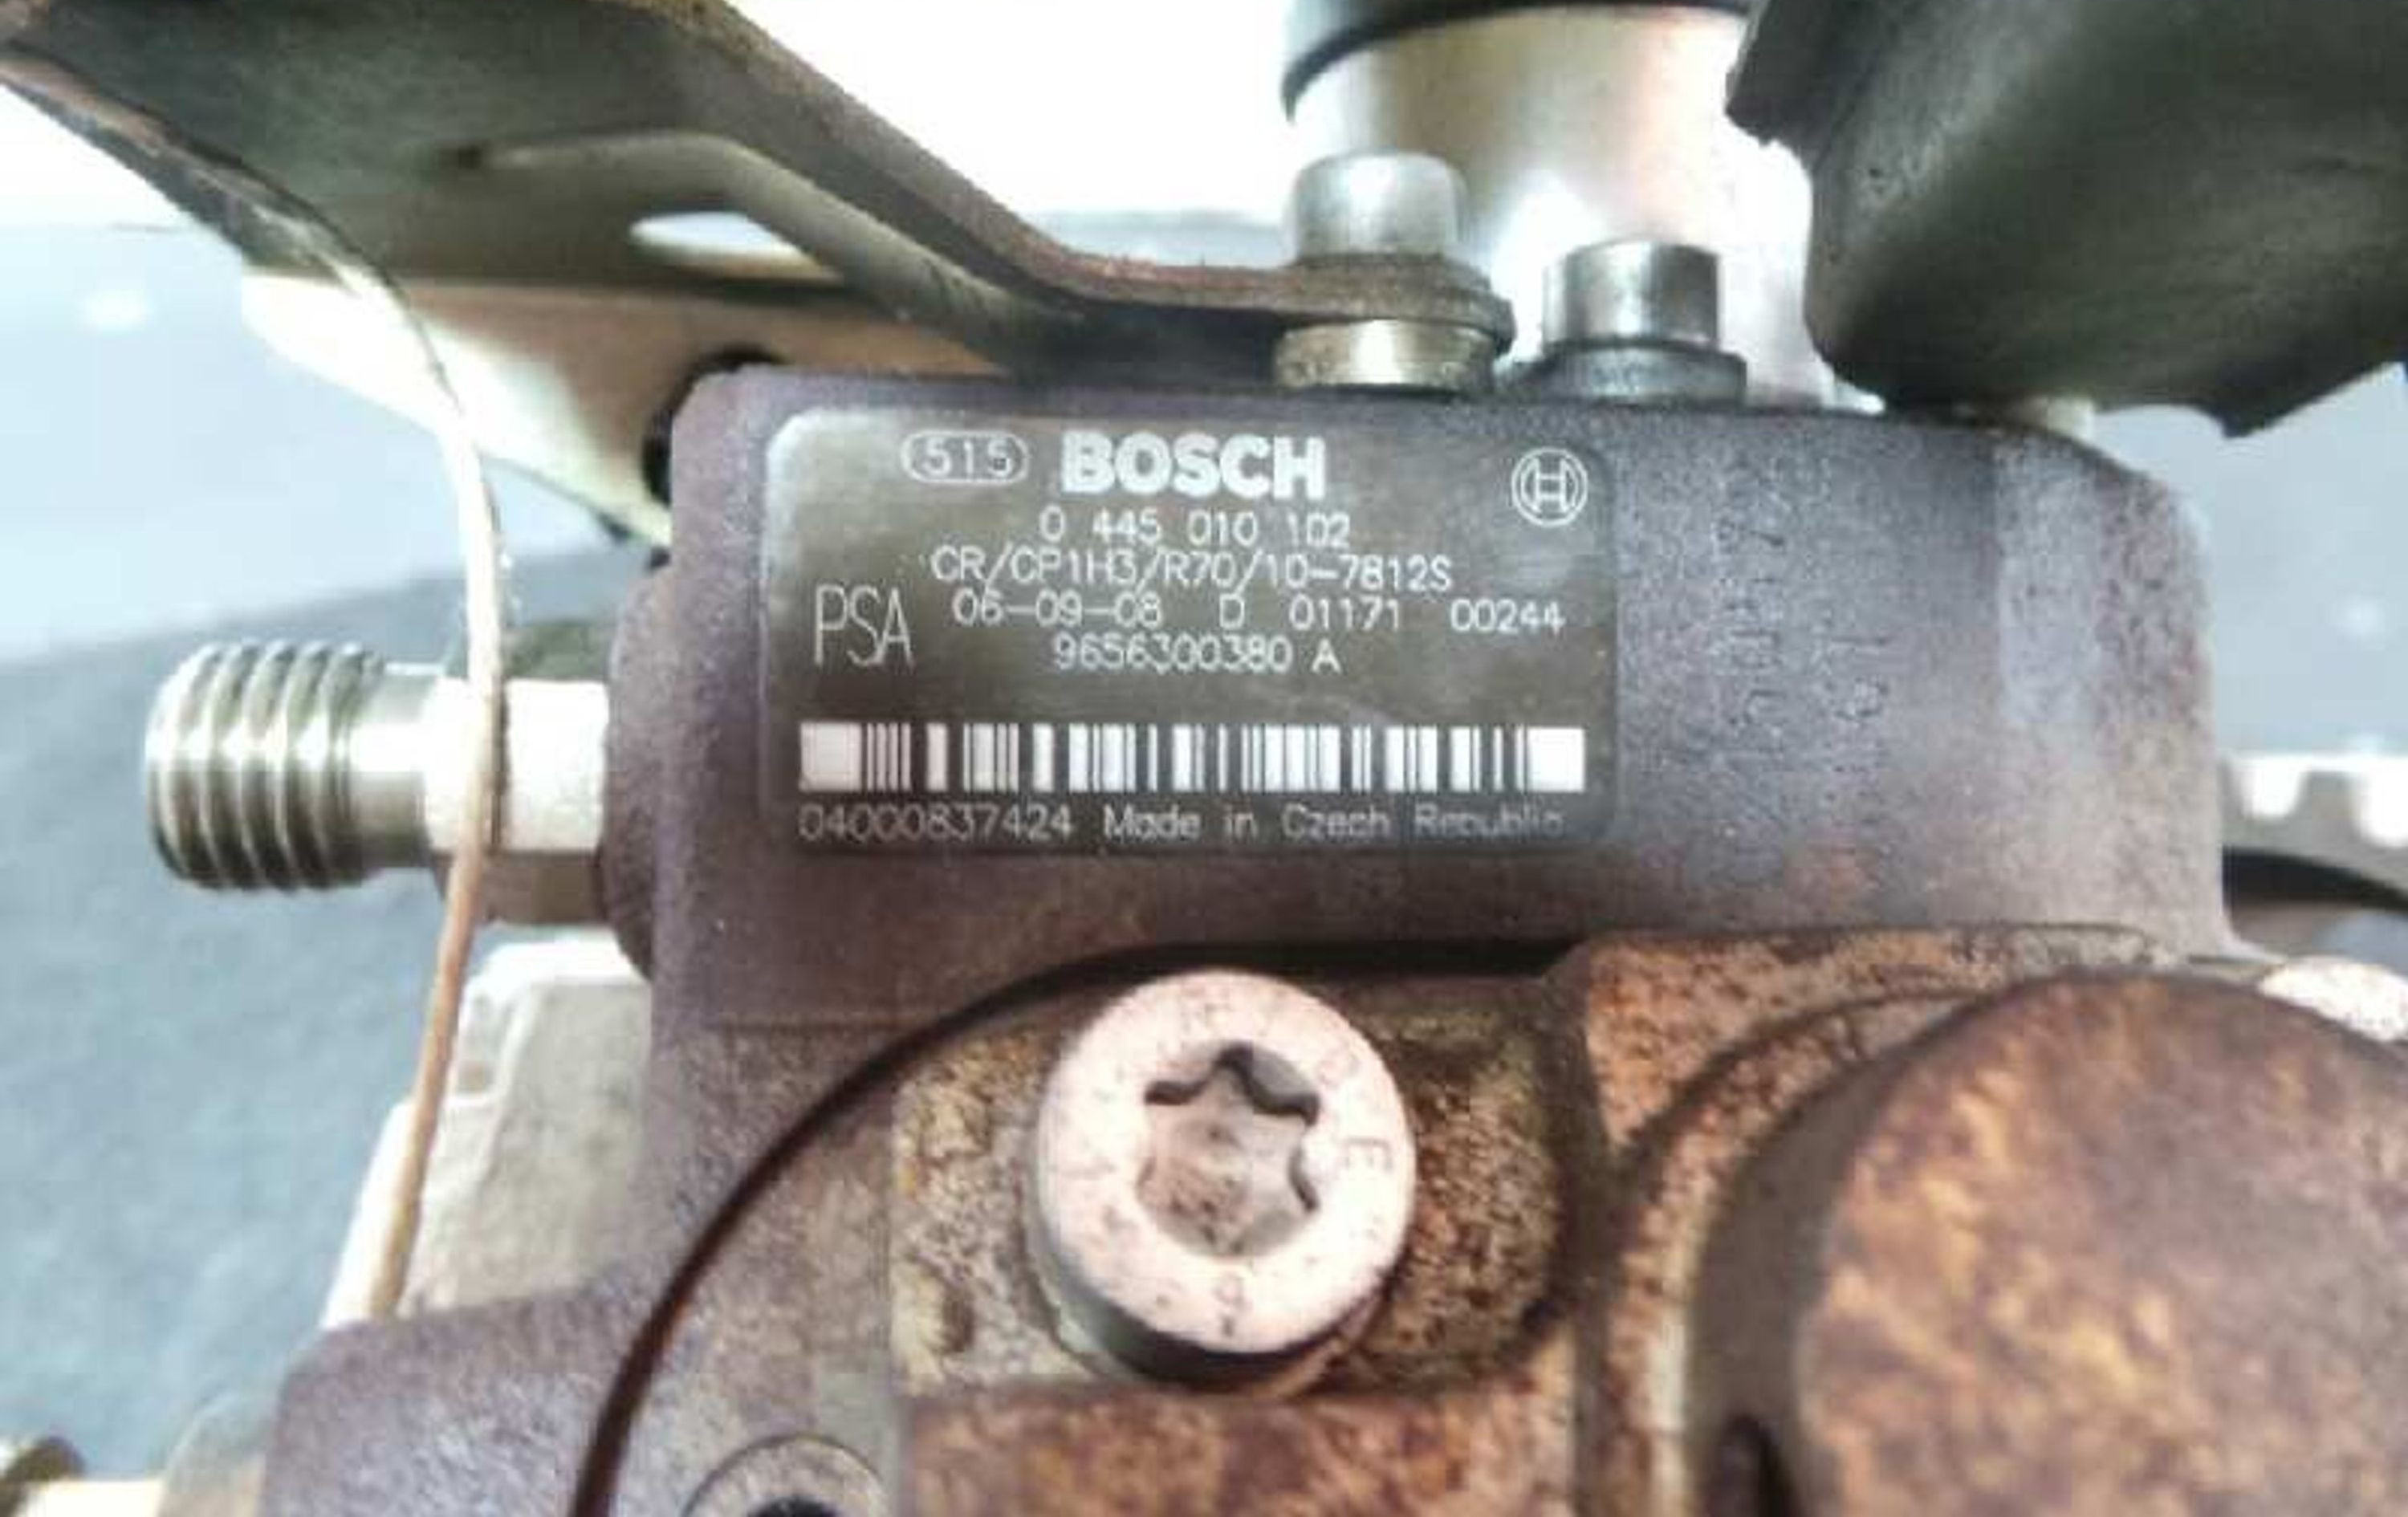 515 BOSCH
0 445 010 102
CR/CP1H3/R70/10-7812S
PSA 06-09-08 D 01171 00244
9656300380 A
04000837424 Made in Czech Republic